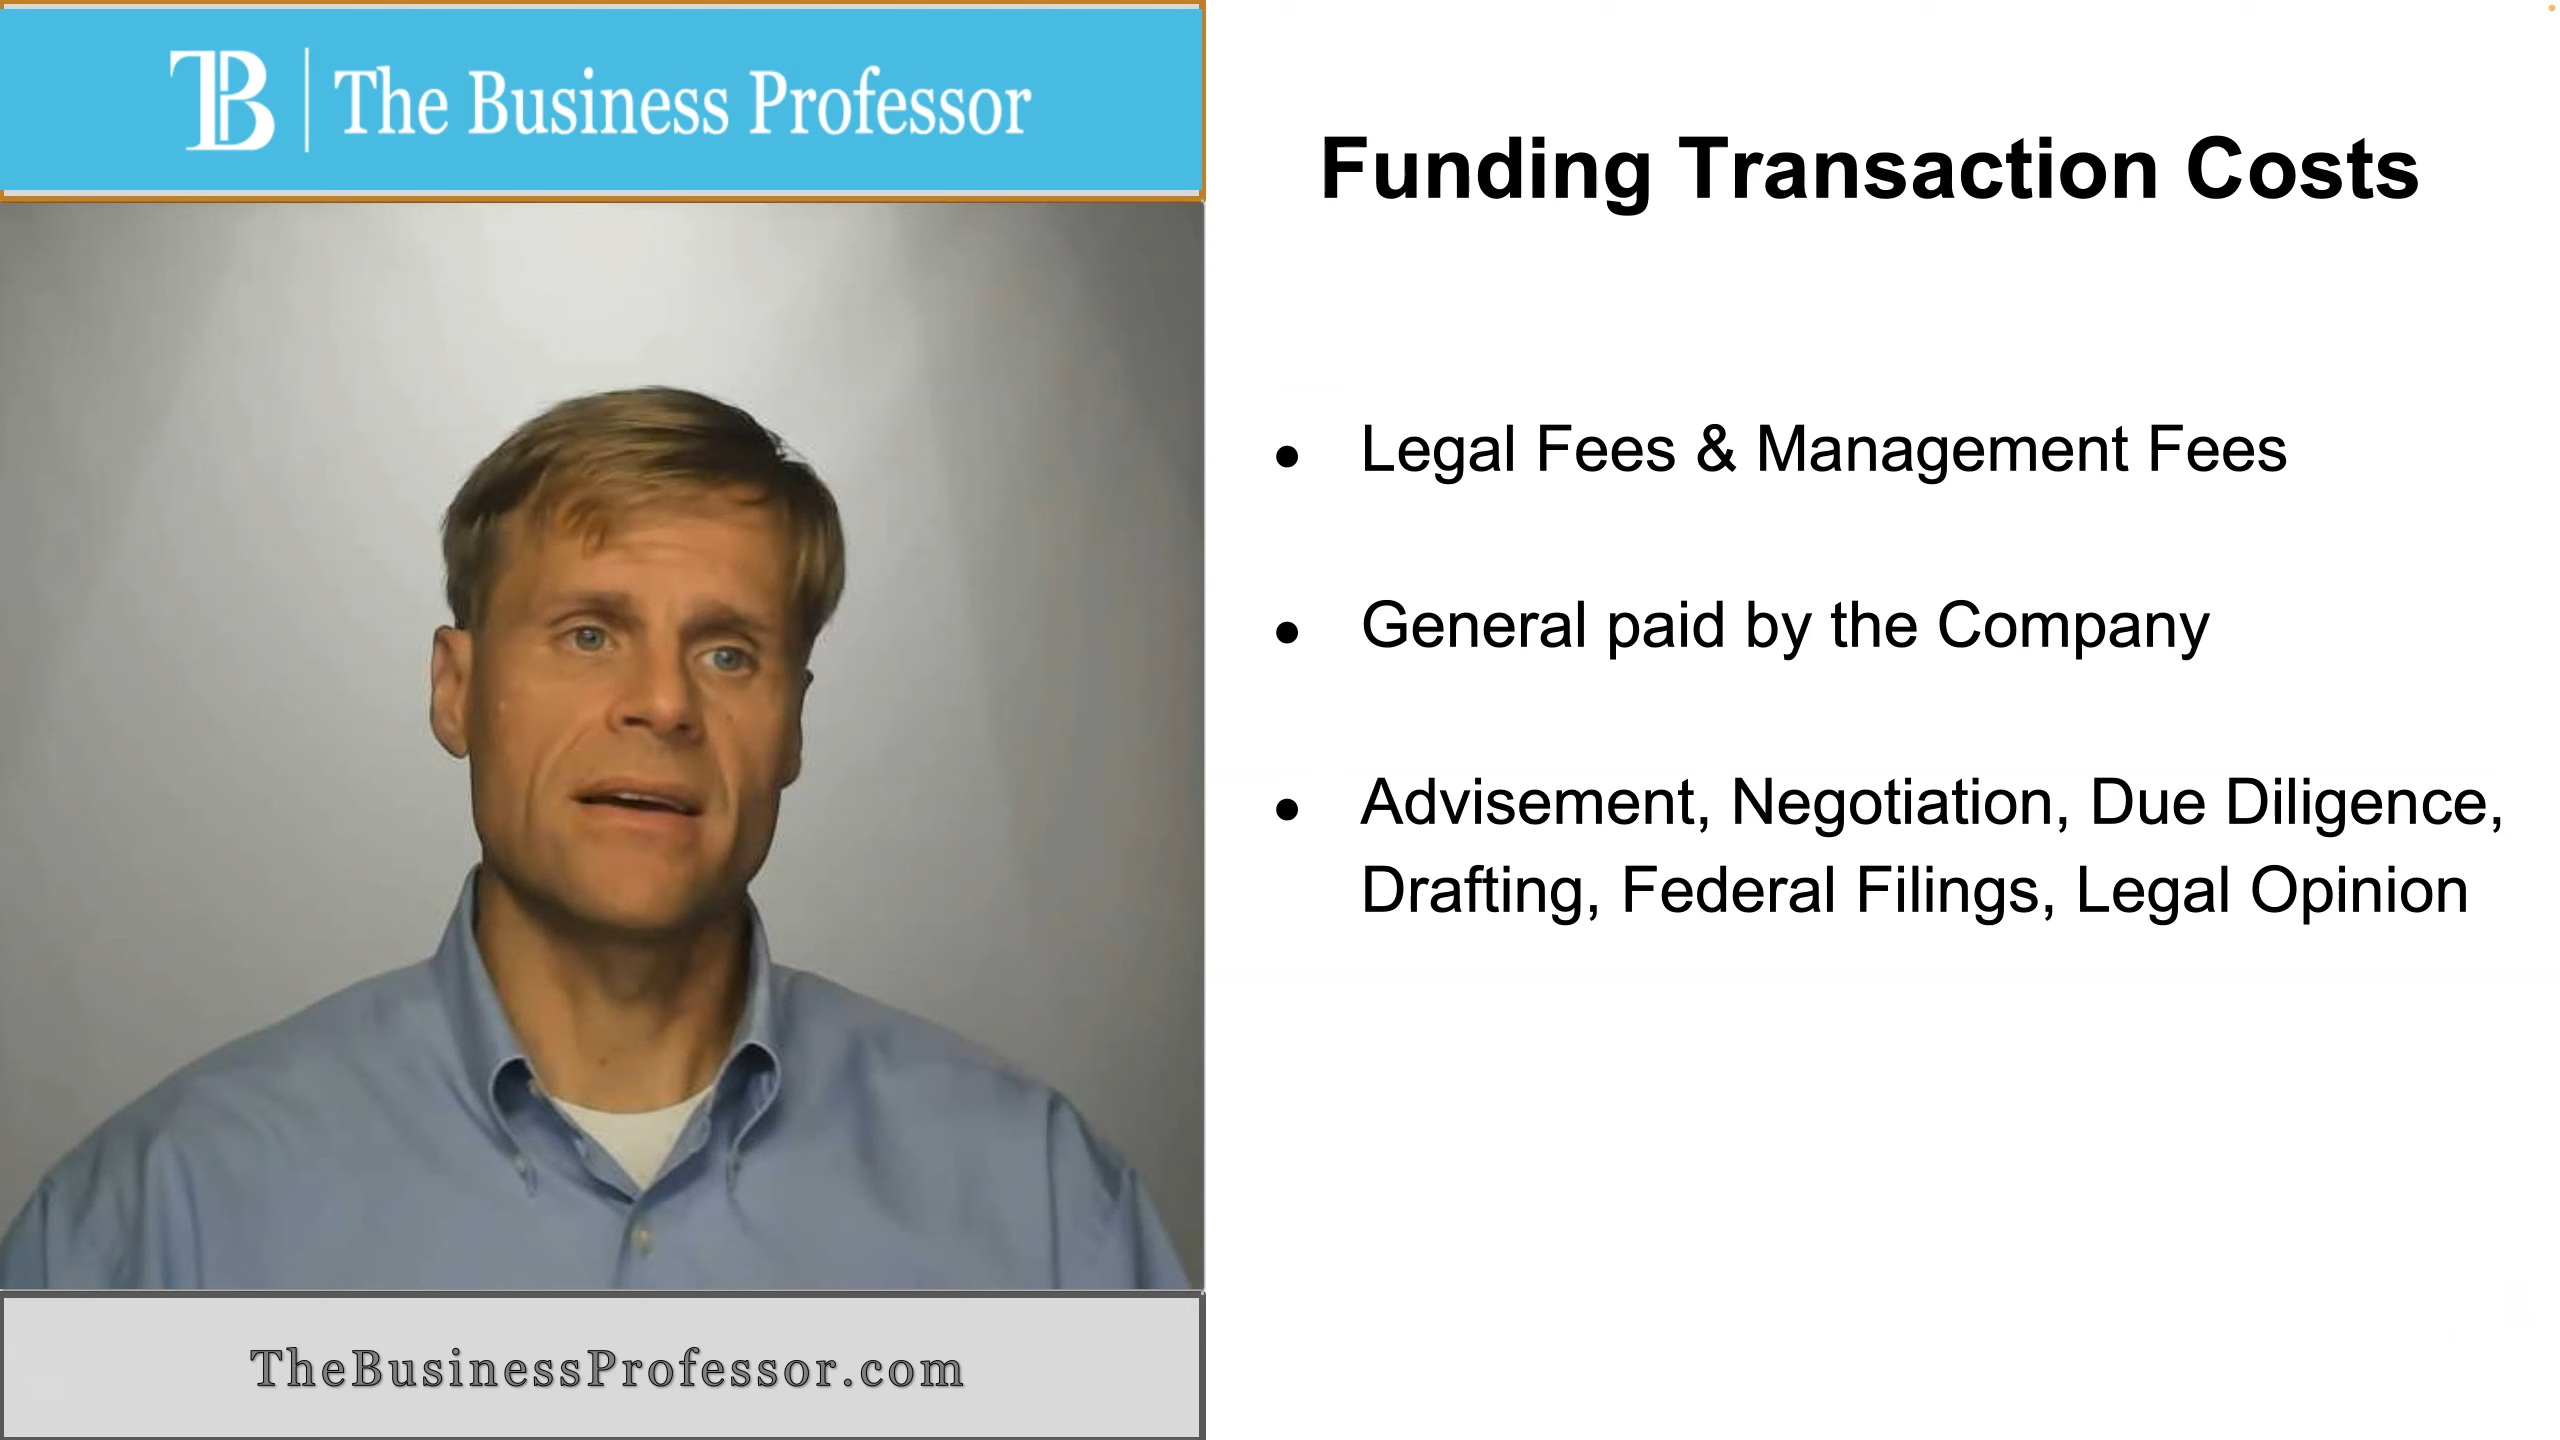 TB
The Business Professor
Funding Transaction Costs
● Legal Fees & Management Fees
● General paid by the Company
● Advisement, Negotiation, Due Diligence,
Drafting, Federal Filings, Legal Opinion
TheBusinessProfessor.com